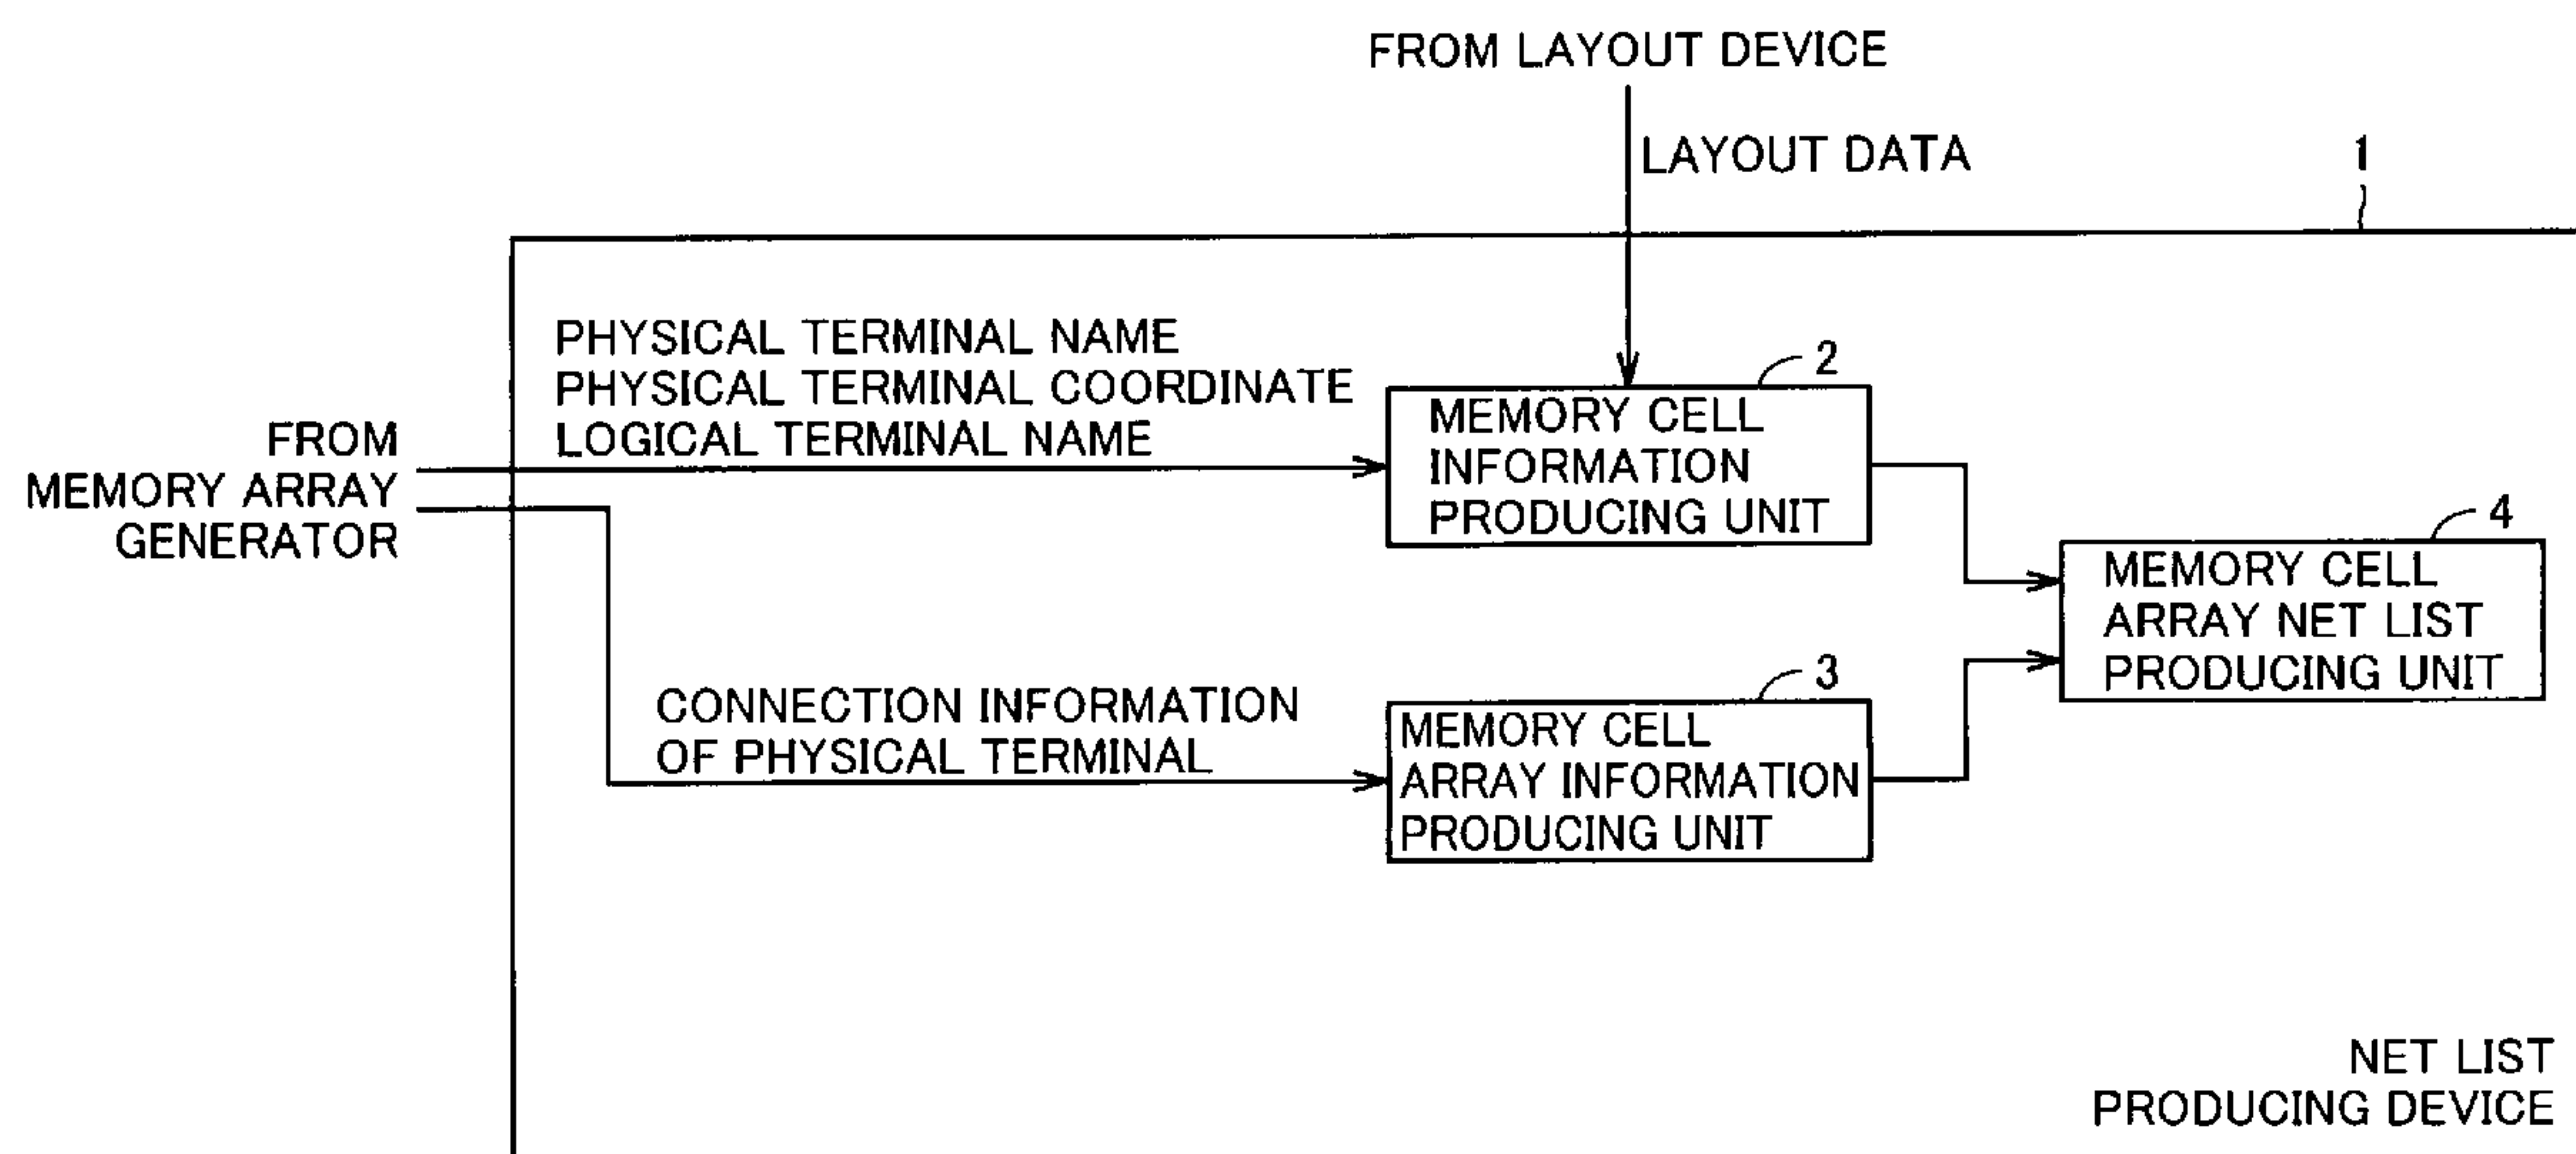 FROM LAYOUT DEVICE
LAYOUT DATA
1
PHYSICAL TERMINAL NAME
PHYSICAL TERMINAL COORDINATE
LOGICAL TERMINAL NAME
FROM
MEMORY ARRAY
GENERATOR
2
MEMORY CELL
INFORMATION
PRODUCING UNIT
4
MEMORY CELL
ARRAY NET LIST
PRODUCING UNIT
CONNECTION INFORMATION
OF PHYSICAL TERMINAL
3
MEMORY CELL
ARRAY INFORMATION
PRODUCING UNIT
NET LIST
PRODUCING DEVICE